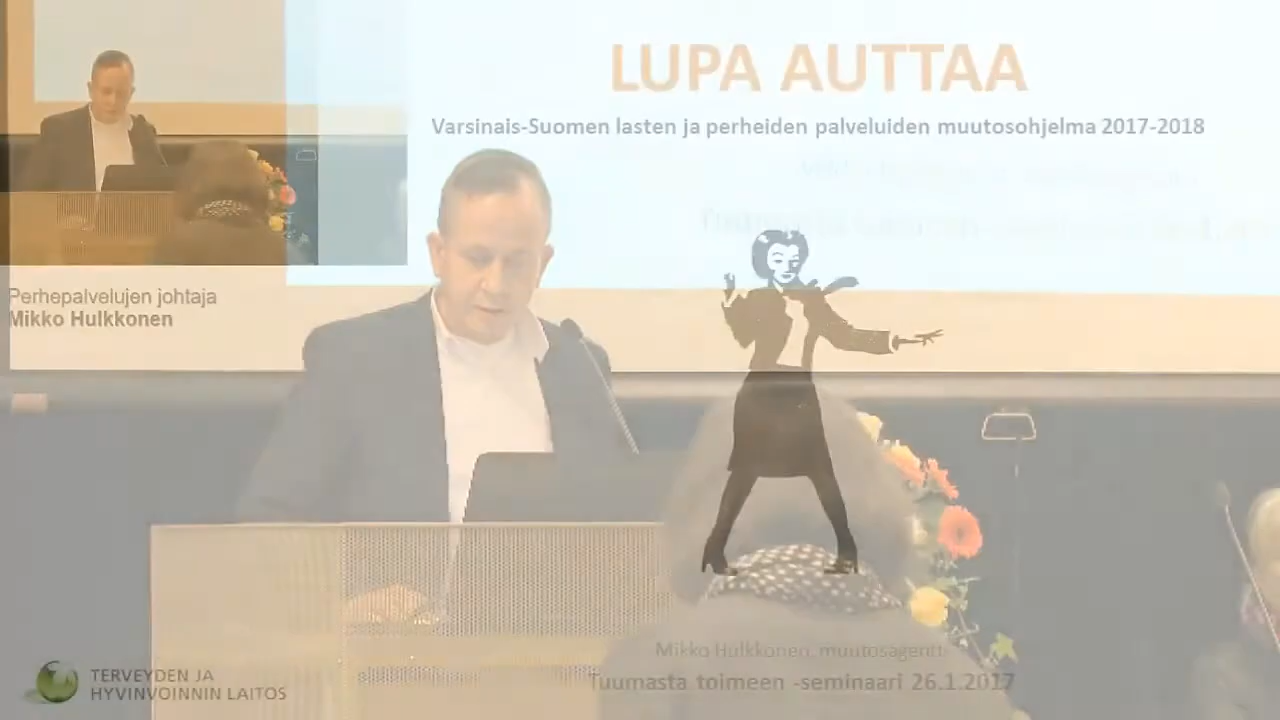 LUPA AUTTAA
Varsinais-Suomen lasten ja perheiden palveluiden muutosohjelma 2017-2018
Perhepalvelujen johtaja
Mikko Hulkkonen
Mikko Hulkkonen, muutosagentti
Tuumasta toimeen -seminaari 26.1.2017
TERVEYDEN JA
HYVINVOINNIN LAITOS